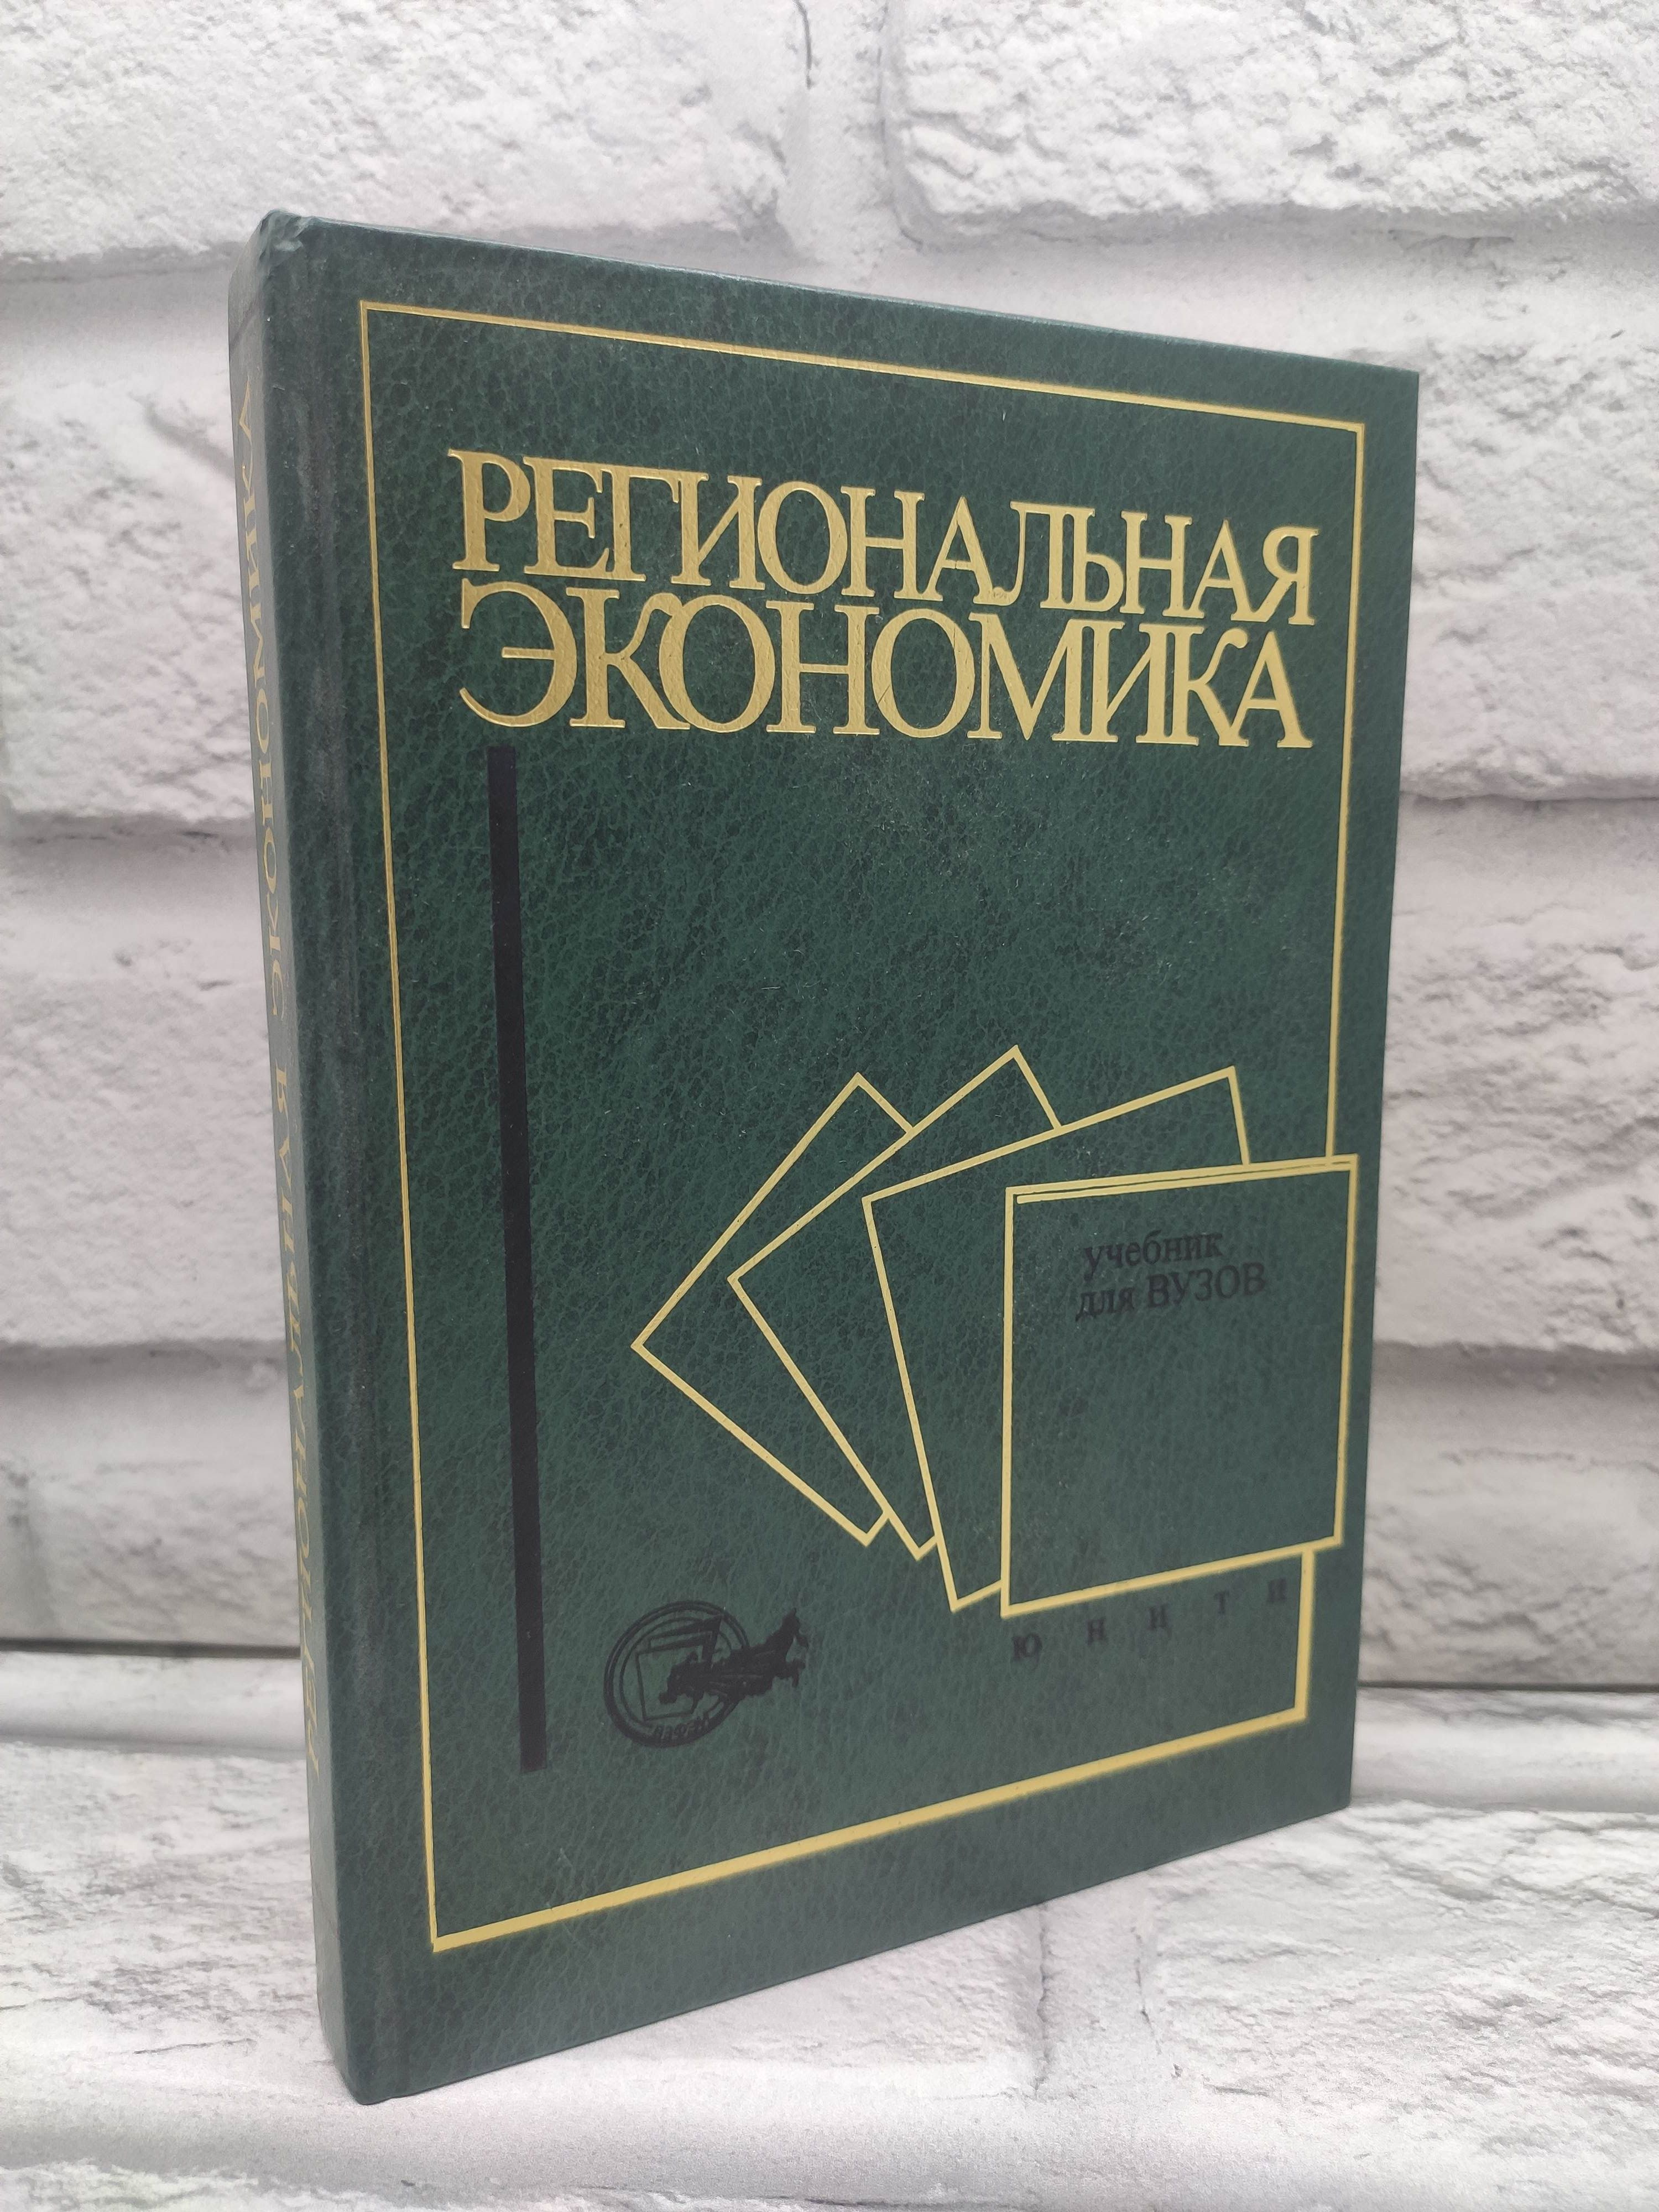 РЕГИОНАЛЬНАЯ
ЭКОНОМИКА
учебник
для ВУЗОВ
ЮНИТИ
РЕГИОНАЛЬНАЯ ЭКОНОМИКА